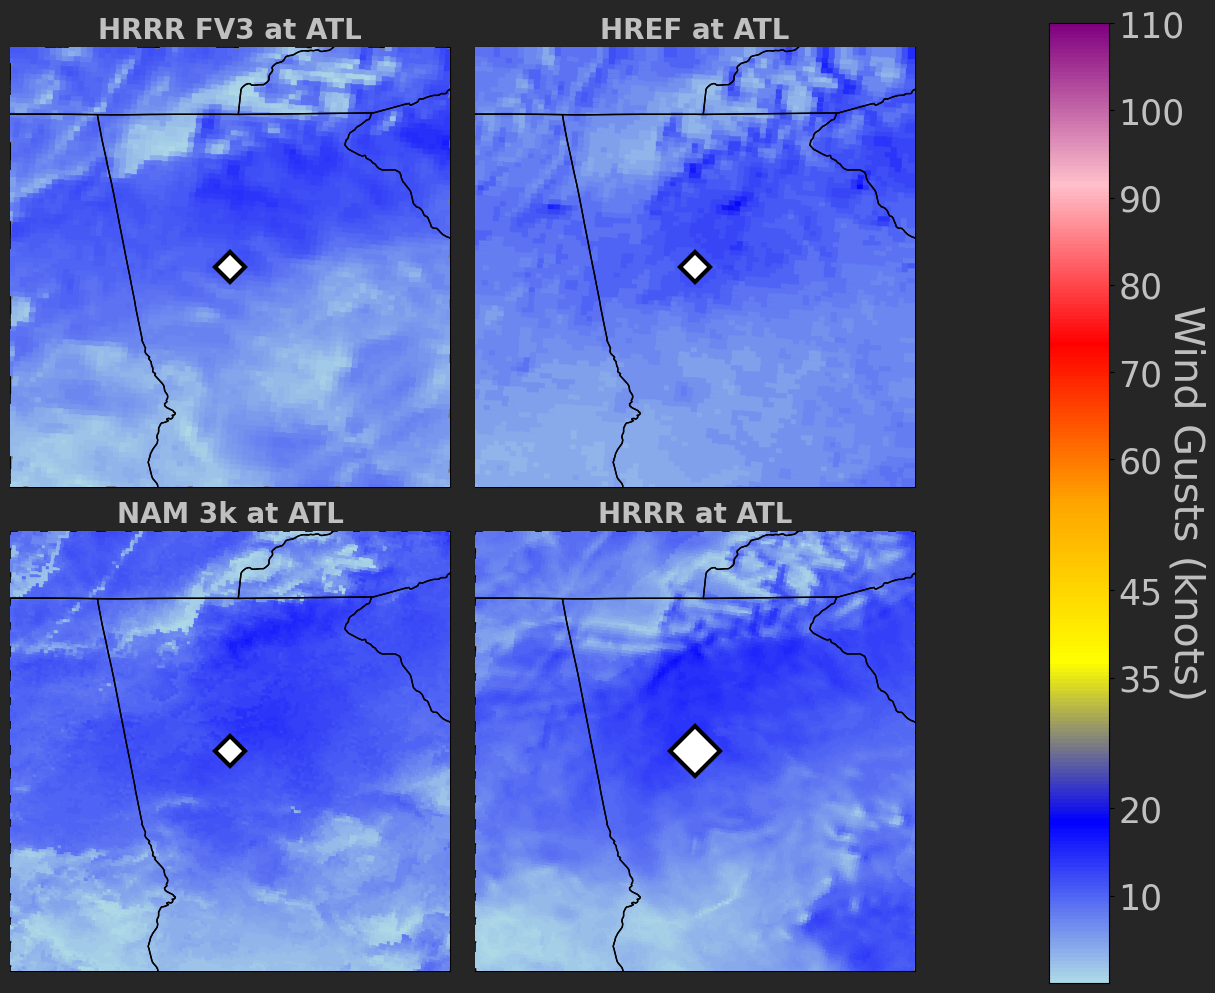 HRRR FV3 at ATL
HREF at ATL
NAM 3k at ATL
HRRR at ATL
110
100
90
80
70
60
45
35
20
10
Wind Gusts (knots)